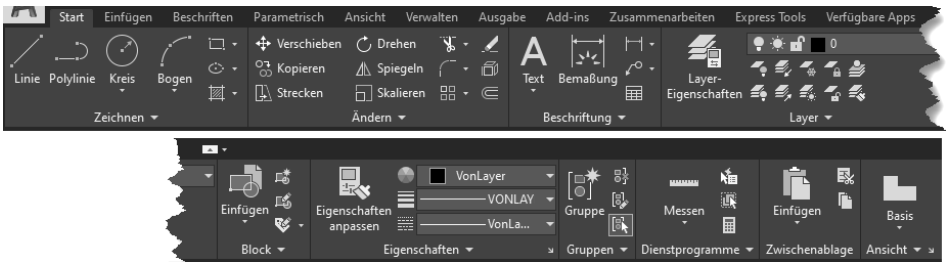 Start Einfügen Beschriften Parametrisch Ansicht Verwalten Ausgabe Add-ins Zusammenarbeiten Express Tools Verfügbare Apps
Linie Polylinie Kreis Bogen
Verschieben Drehen
Kopieren Spiegeln
Strecken Skalieren
Text Bemaßung
Layer-
Eigenschaften
0
Zeichnen Ändern Beschriftung Layer
Einfügen
Eigenschaften
anpassen
VonLayer
VONLAY
VonLa...
Gruppe
Messen
Einfügen
Basis
Block Eigenschaften Gruppen Dienstprogramme Zwischenablage Ansicht